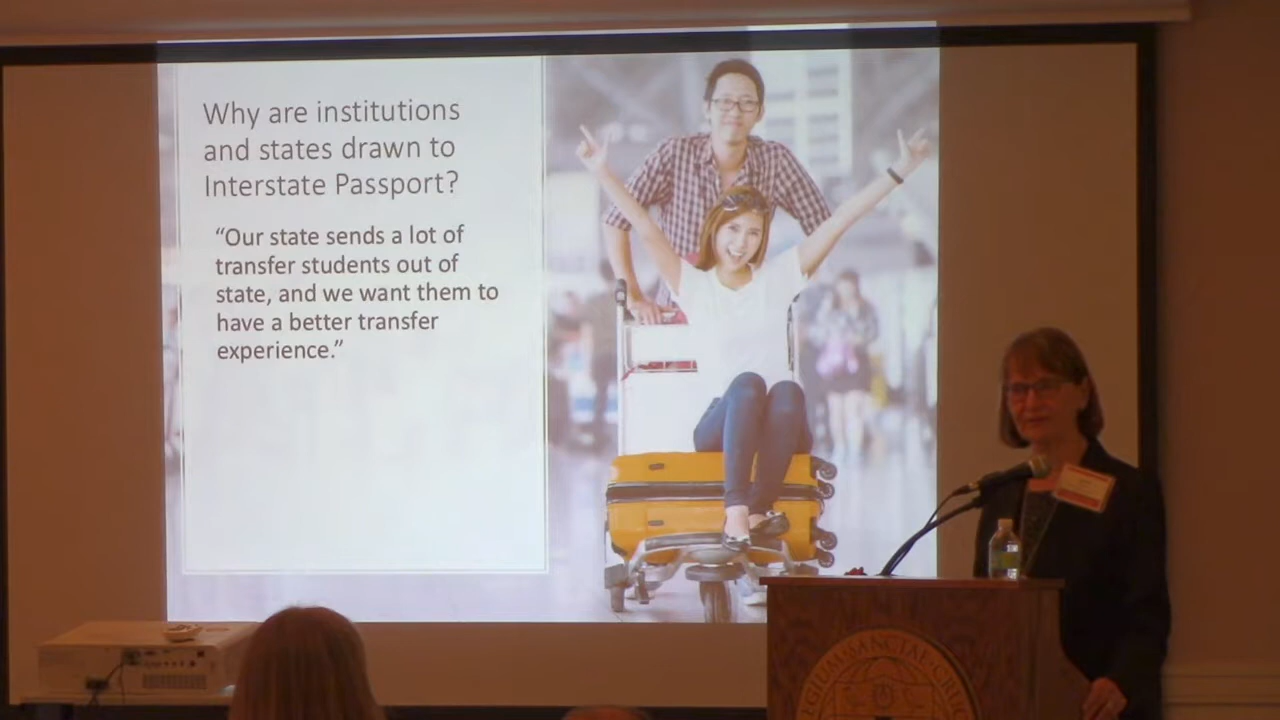 Why are institutions
and states drawn to
Interstate Passport?
“Our state sends a lot of
transfer students out of
state, and we want them to
have a better transfer
experience.”
SANCTAE